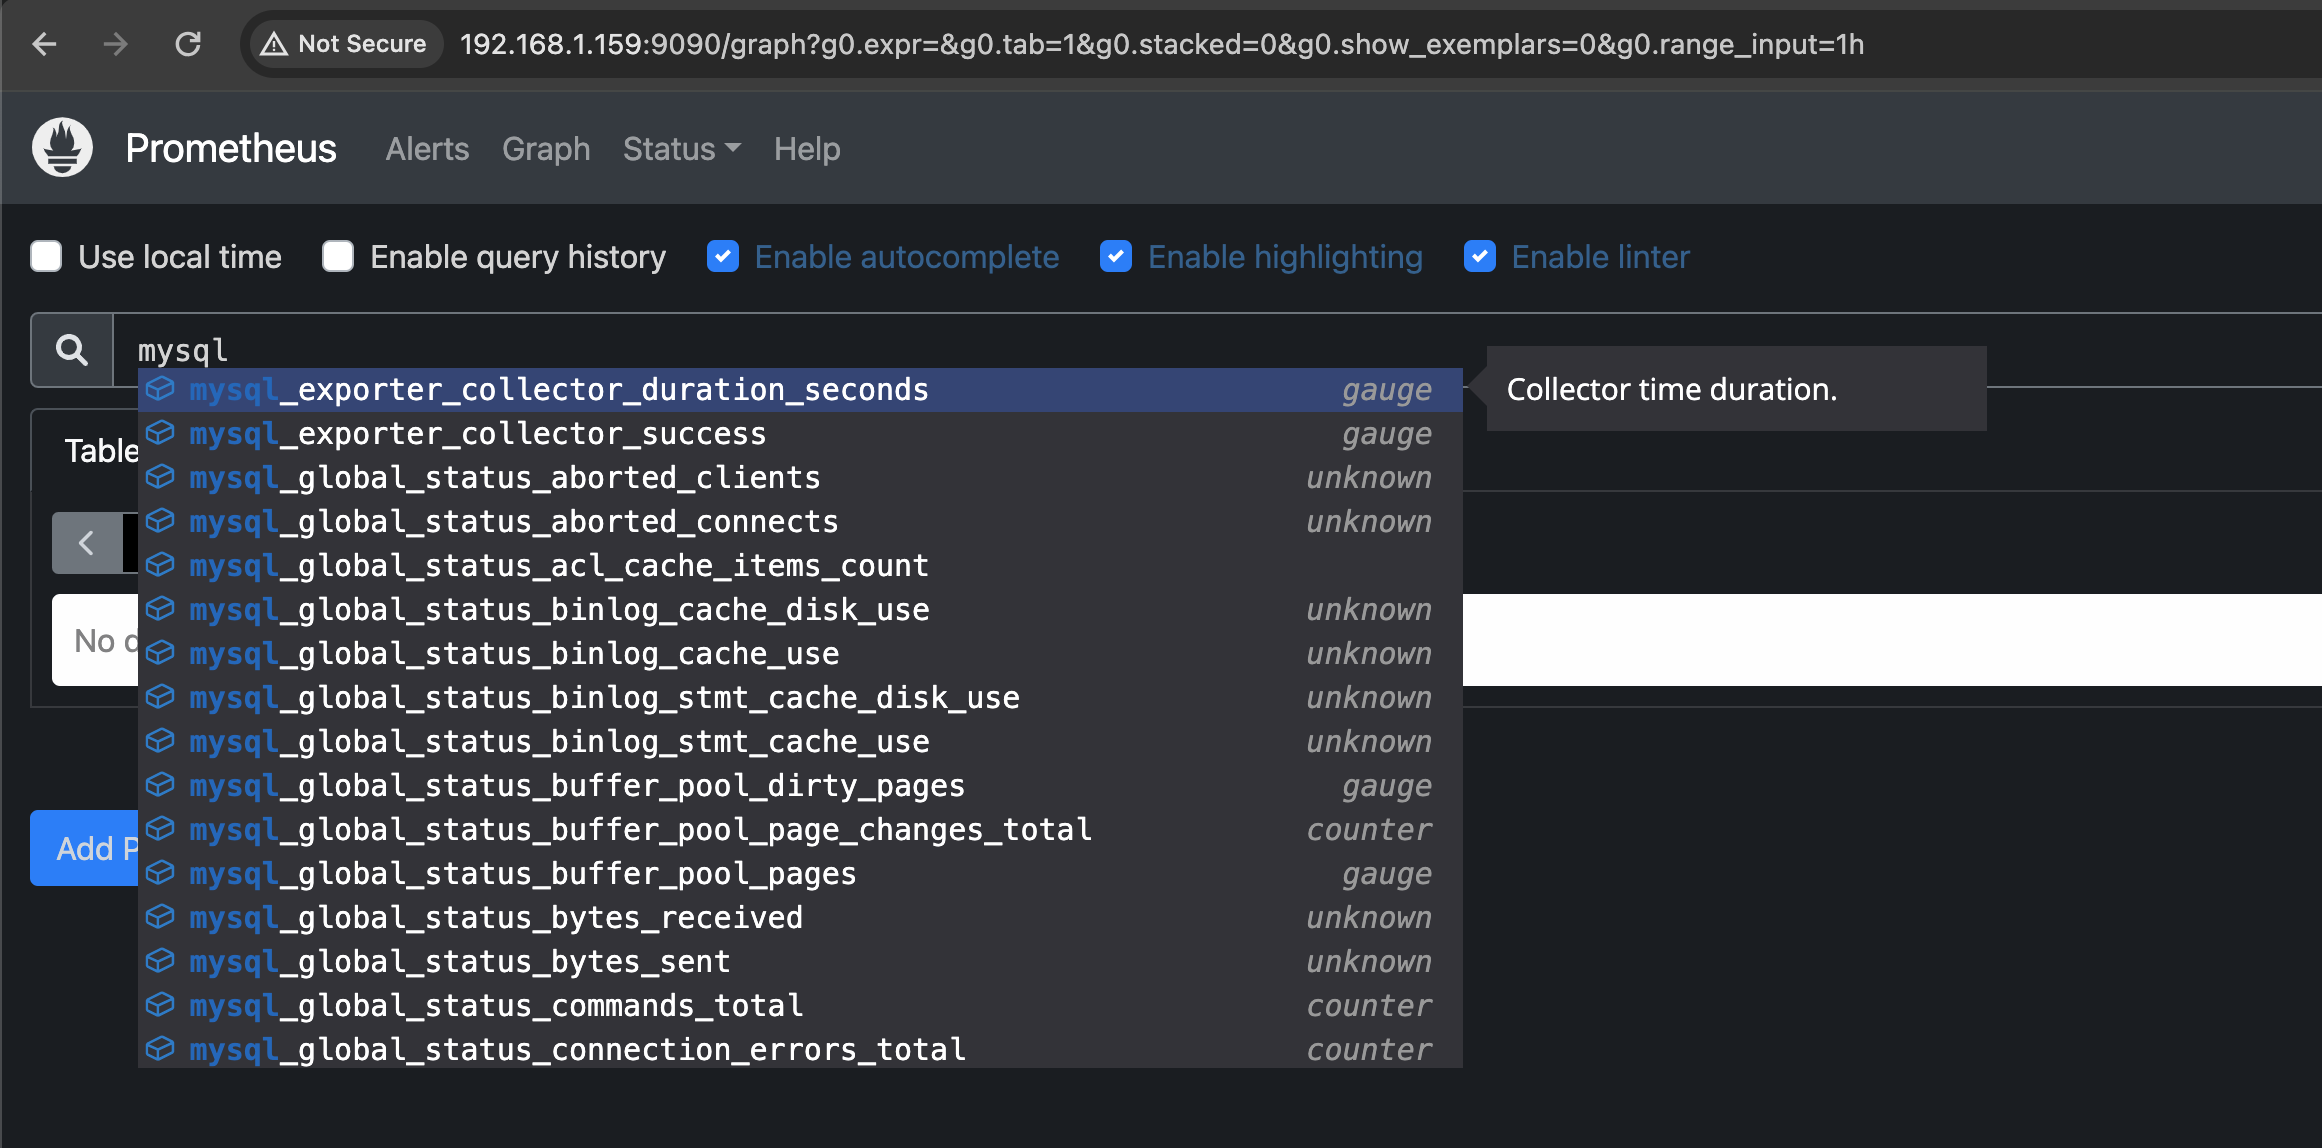 Not Secure 192.168.1.159:9090/graph?g0.expr=&g0.tab=1&g0.stacked=0&g0.show_exemplars=0&g0.range_input=1h
Prometheus Alerts Graph Status Help
Use local time Enable query history Enable autocomplete Enable highlighting Enable linter
mysql
mysql_exporter_collector_duration_seconds gauge Collector time duration.
mysql_exporter_collector_success gauge
Table
mysql_global_status_aborted_clients unknown
mysql_global_status_aborted_connects unknown
mysql_global_status_acl_cache_items_count
mysql_global_status_binlog_cache_disk_use unknown
No
mysql_global_status_binlog_cache_use unknown
mysql_global_status_binlog_stmt_cache_disk_use unknown
mysql_global_status_binlog_stmt_cache_use unknown
mysql_global_status_buffer_pool_dirty_pages gauge
mysql_global_status_buffer_pool_page_changes_total counter
Add
mysql_global_status_buffer_pool_pages gauge
mysql_global_status_bytes_received unknown
mysql_global_status_bytes_sent unknown
mysql_global_status_commands_total counter
mysql_global_status_connection_errors_total counter